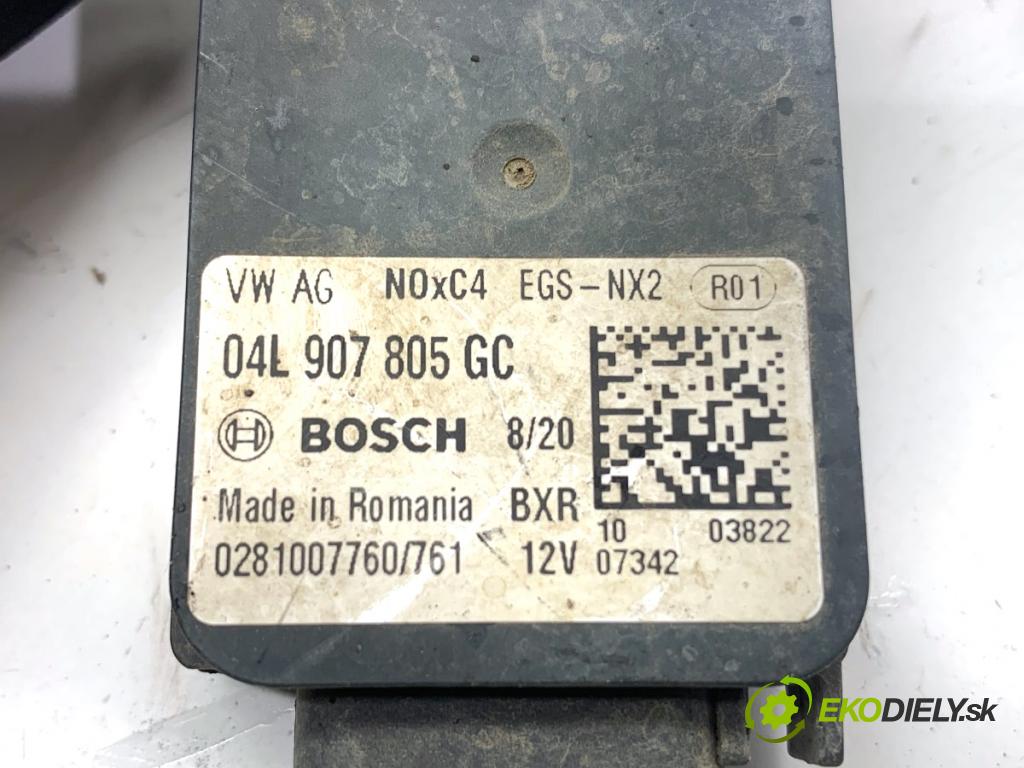 VW AG NOxC4 EGS-NX2 R01
04L 907 805 GC
BOSCH 8/20
Made in Romania BXR
10 03822
0281007760/761 12V 07342
EKODIELY.sk